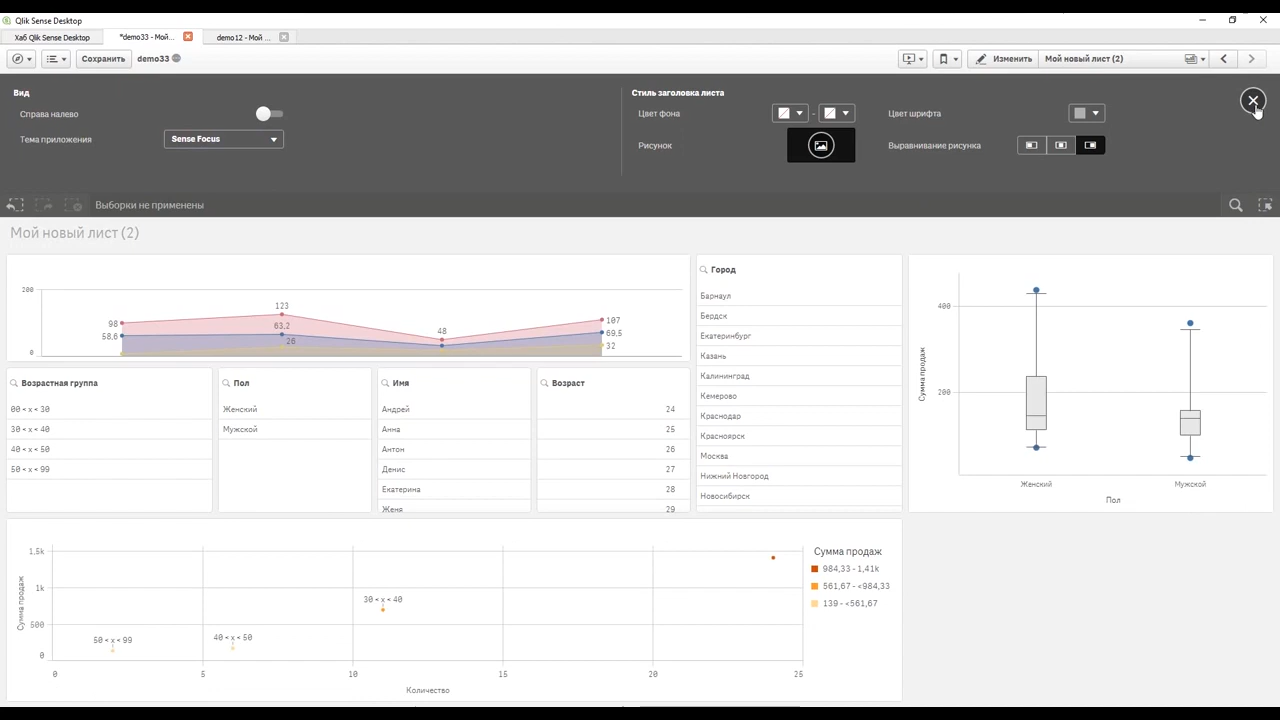 Qlik Sense Desktop
Хаб Qlik Sense Desktop
*demo33 - Мой...
demo12 - Мой ...
Сохранить
demo33
Изменить
Мой новый лист (2)
Вид
Стиль заголовка листа
Справа налево
Цвет фона
-
Цвет шрифта
Тема приложения
Sense Focus
Рисунок
Выравнивание рисунка
Выборки не применены
Мой новый лист (2)
200
0
98
58,6
123
63,2
26
48
107
69,5
32
Возрастная группа
00 < x < 30
30 < x < 40
40 < x < 50
50 < x < 99
Пол
Женский
Мужской
Имя
Андрей
Анна
Антон
Денис
Екатерина
Женя
Возраст
24
25
26
27
28
29
Город
Барнаул
Бердск
Екатеринбург
Казань
Калининград
Кемерово
Краснодар
Красноярск
Москва
Нижний Новгород
Новосибирск
Сумма продаж
400
200
Женский
Мужской
Пол
Сумма продаж
1,5k
1k
500
0
50 < x < 99
40 < x < 50
30 < x < 40
0
5
10
15
20
25
Количество
Сумма продаж
984,33 - 1,41k
561,67 - <984,33
139 - <561,67